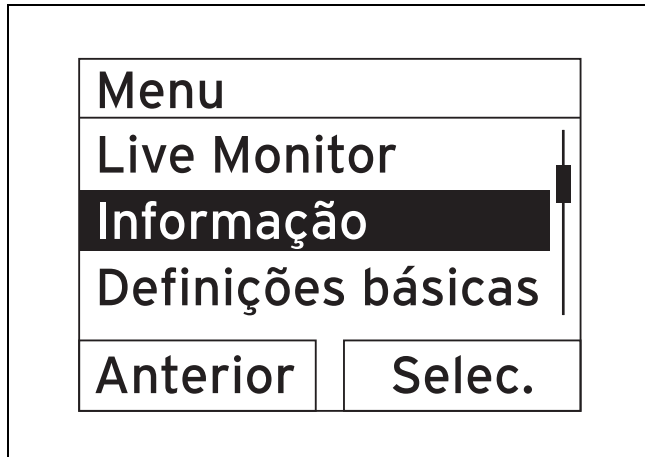 Menu
Live Monitor
Informação
Definições básicas
Anterior Selec.